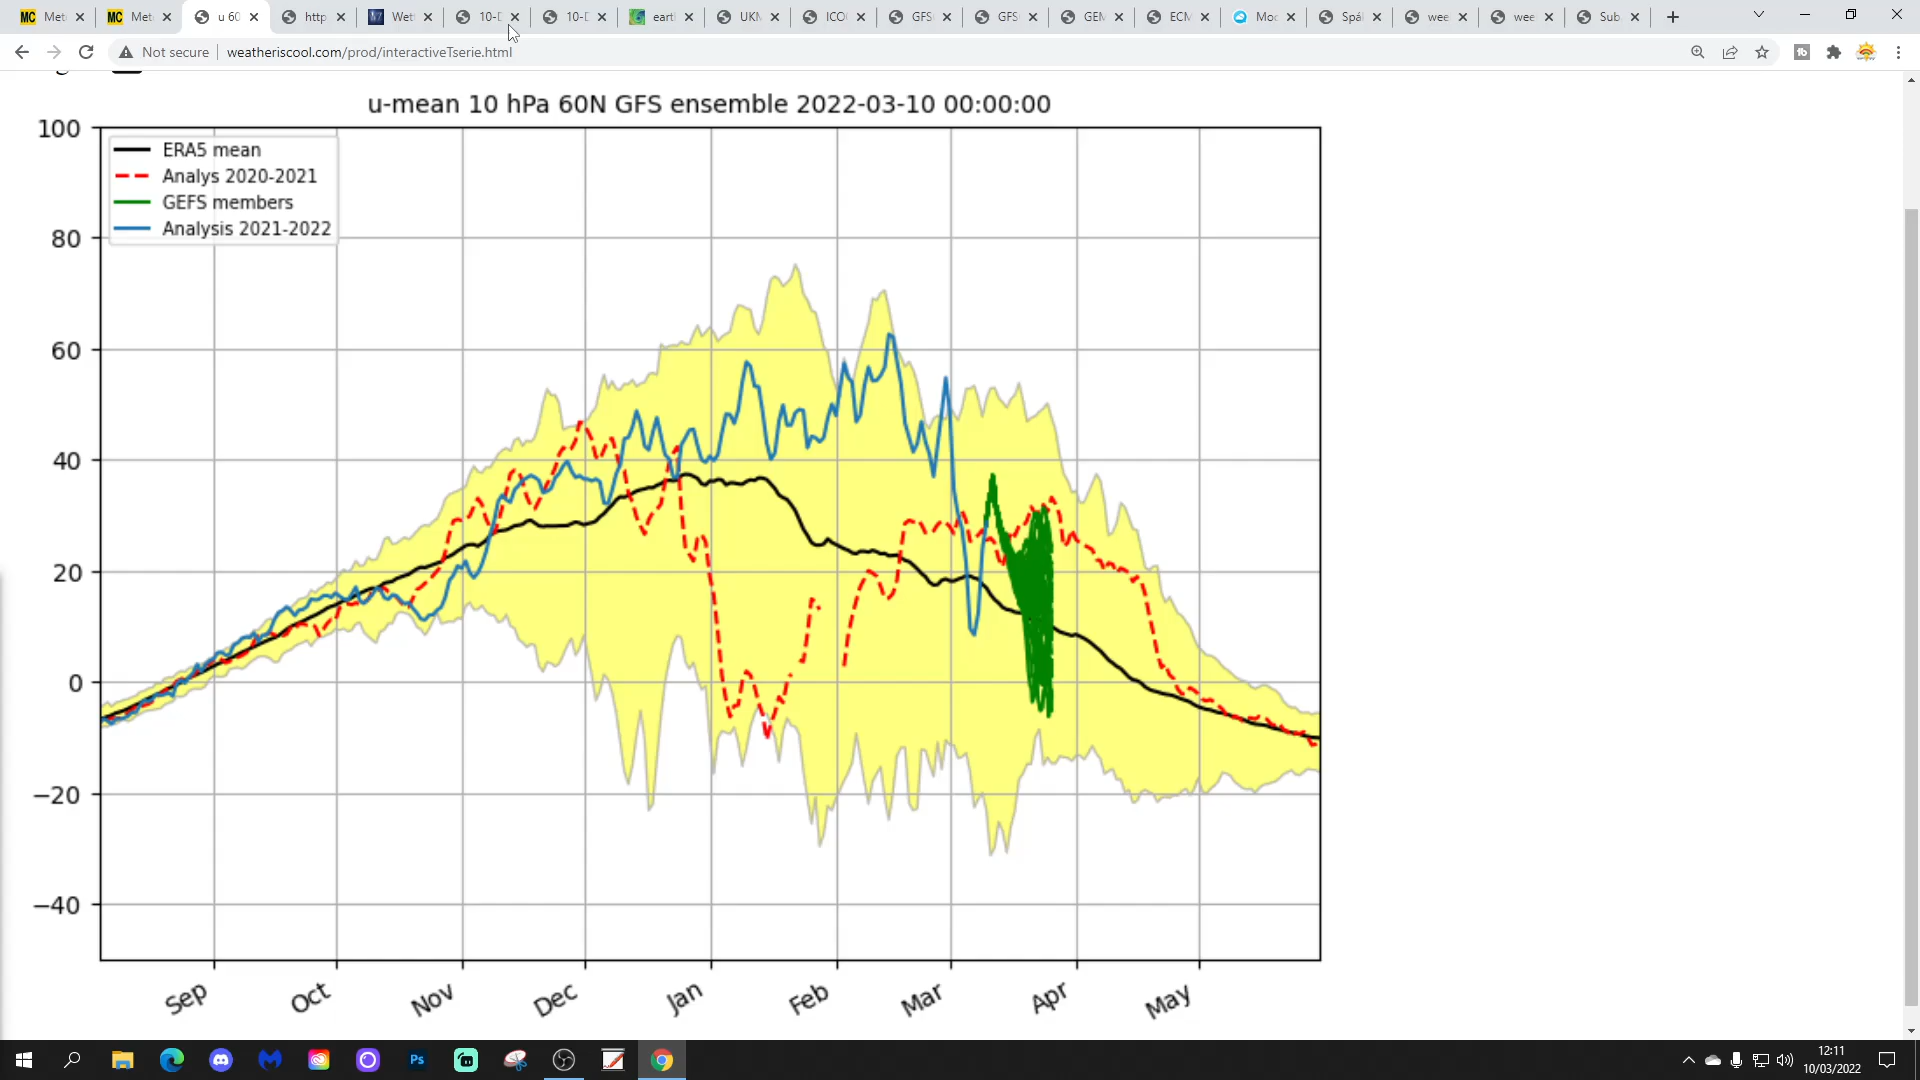 Met
Met
u 60
http
Wet
10-D
10-D
eart
UKM
ICO
GFS
GFS
GEM
ECM
Moc
Spá
wee
wee
Sub
Not secure
weatheriscool.com/prod/interactiveTserie.html
u-mean 10 hPa 60N GFS ensemble 2022-03-10 00:00:00
ERA5 mean
Analys 2020-2021
GEFS members
Analysis 2021-2022
100
80
60
40
20
0
−20
−40
Sep
Oct
Nov
Dec
Jan
Feb
Mar
Apr
May
12:11
10/03/2022